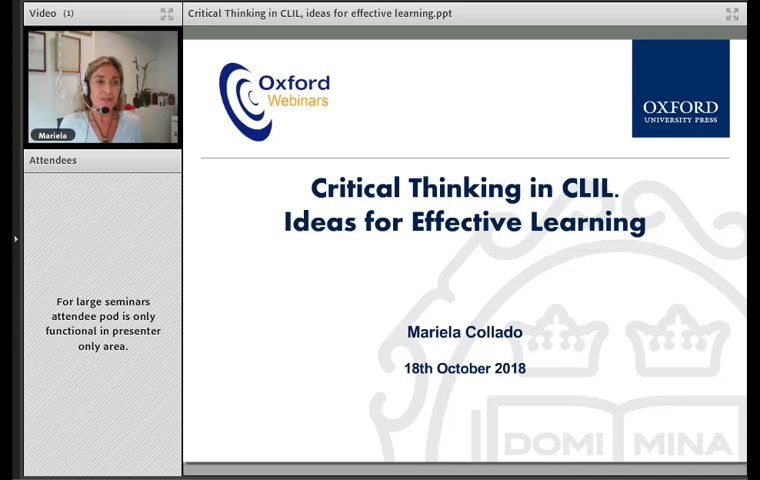 Video (1)
Critical Thinking in CLIL, ideas for effective learning.ppt
Mariela
Attendees
For large seminars
attendee pod is only
functional in presenter
only area.
Oxford
Webinars
OXFORD
UNIVERSITY PRESS
Critical Thinking in CLIL.
Ideas for Effective Learning
Mariela Collado
18th October 2018
DOMI MINA